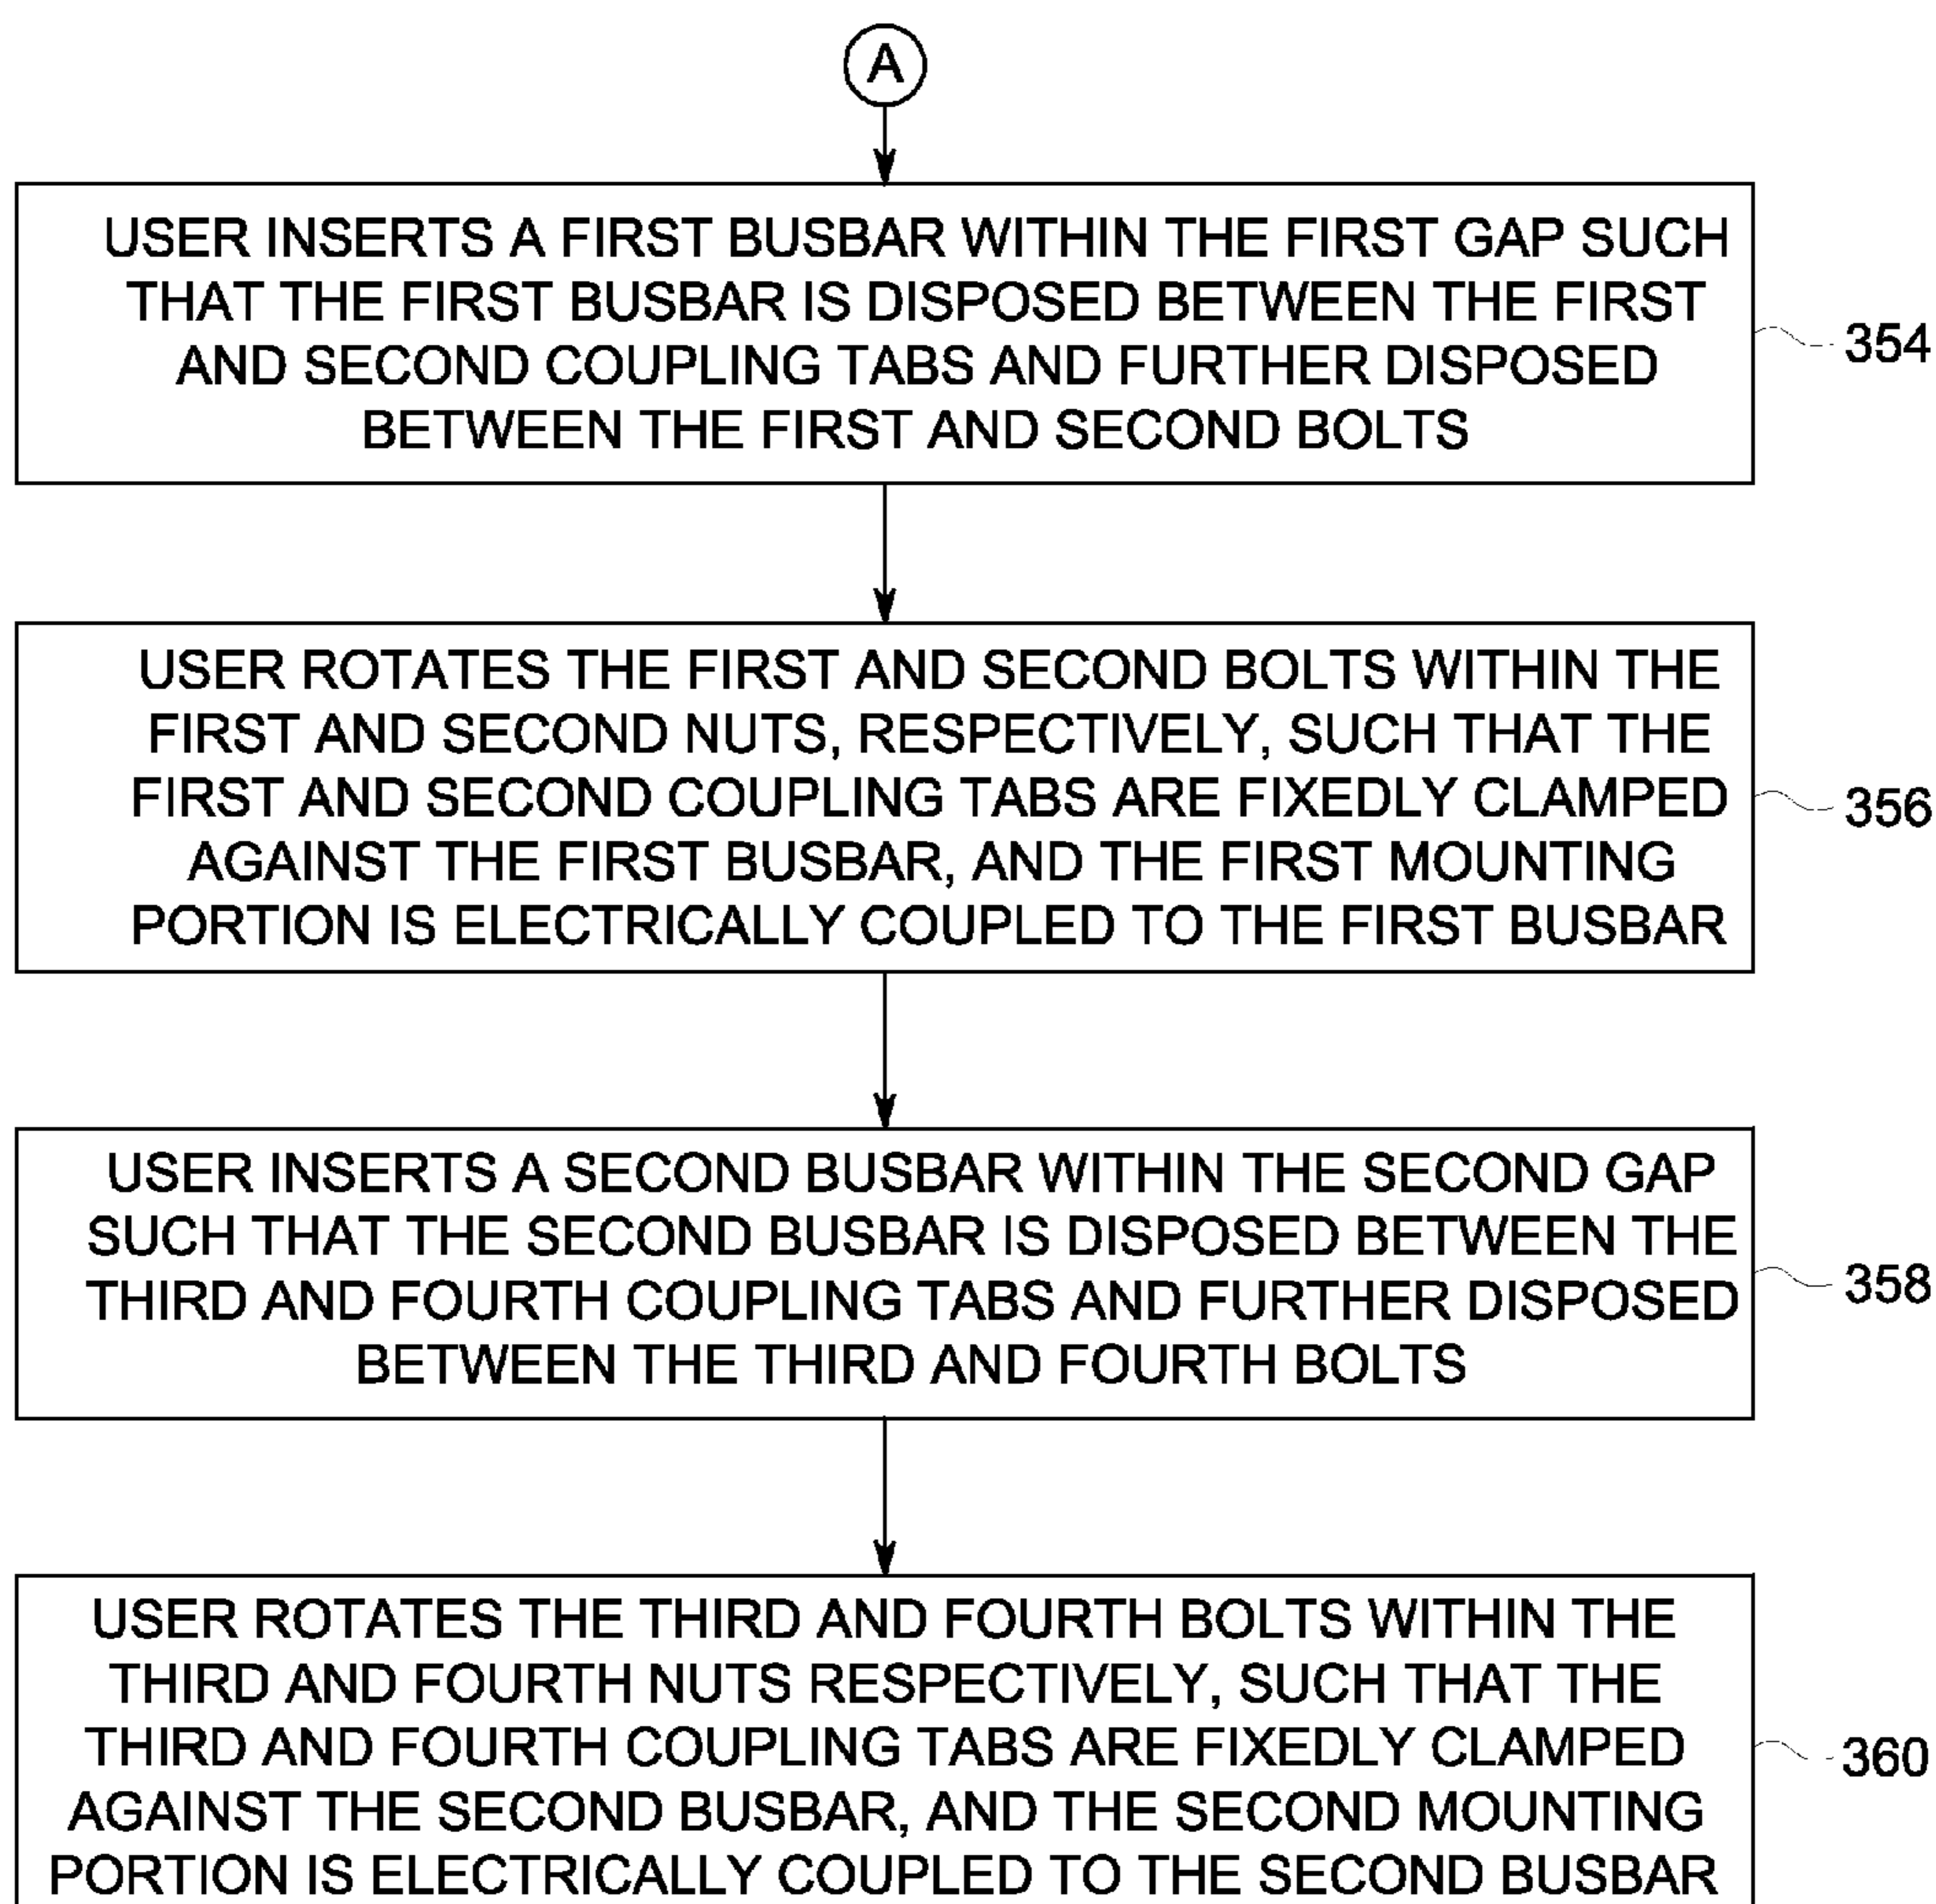 A
USER INSERTS A FIRST BUSBAR WITHIN THE FIRST GAP SUCH
THAT THE FIRST BUSBAR IS DISPOSED BETWEEN THE FIRST
AND SECOND COUPLING TABS AND FURTHER DISPOSED
BETWEEN THE FIRST AND SECOND BOLTS
354
USER ROTATES THE FIRST AND SECOND BOLTS WITHIN THE
FIRST AND SECOND NUTS, RESPECTIVELY, SUCH THAT THE
FIRST AND SECOND COUPLING TABS ARE FIXEDLY CLAMPED
AGAINST THE FIRST BUSBAR, AND THE FIRST MOUNTING
PORTION IS ELECTRICALLY COUPLED TO THE FIRST BUSBAR
356
USER INSERTS A SECOND BUSBAR WITHIN THE SECOND GAP
SUCH THAT THE SECOND BUSBAR IS DISPOSED BETWEEN THE
THIRD AND FOURTH COUPLING TABS AND FURTHER DISPOSED
BETWEEN THE THIRD AND FOURTH BOLTS
358
USER ROTATES THE THIRD AND FOURTH BOLTS WITHIN THE
THIRD AND FOURTH NUTS RESPECTIVELY, SUCH THAT THE
THIRD AND FOURTH COUPLING TABS ARE FIXEDLY CLAMPED
AGAINST THE SECOND BUSBAR, AND THE SECOND MOUNTING
PORTION IS ELECTRICALLY COUPLED TO THE SECOND BUSBAR
360